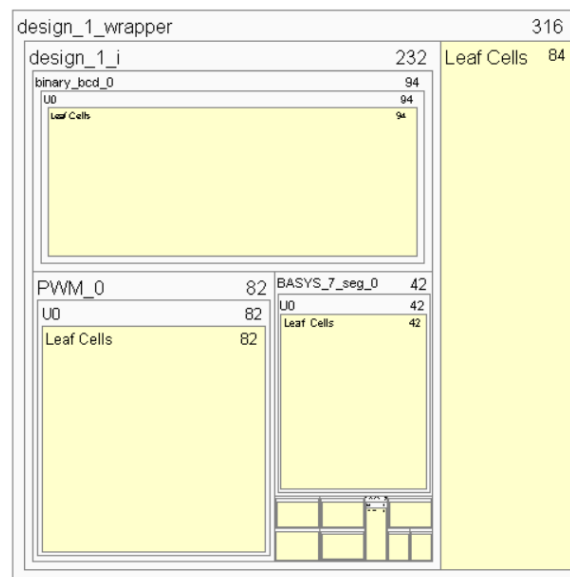 design_1_wrapper 316
design_1_i 232
Leaf Cells 84
binary_bcd_0 94
U0 94
Leaf Cells 94
PWM_0 82
U0 82
Leaf Cells 82
BASYS_7_seg_0 42
U0 42
Leaf Cells 42